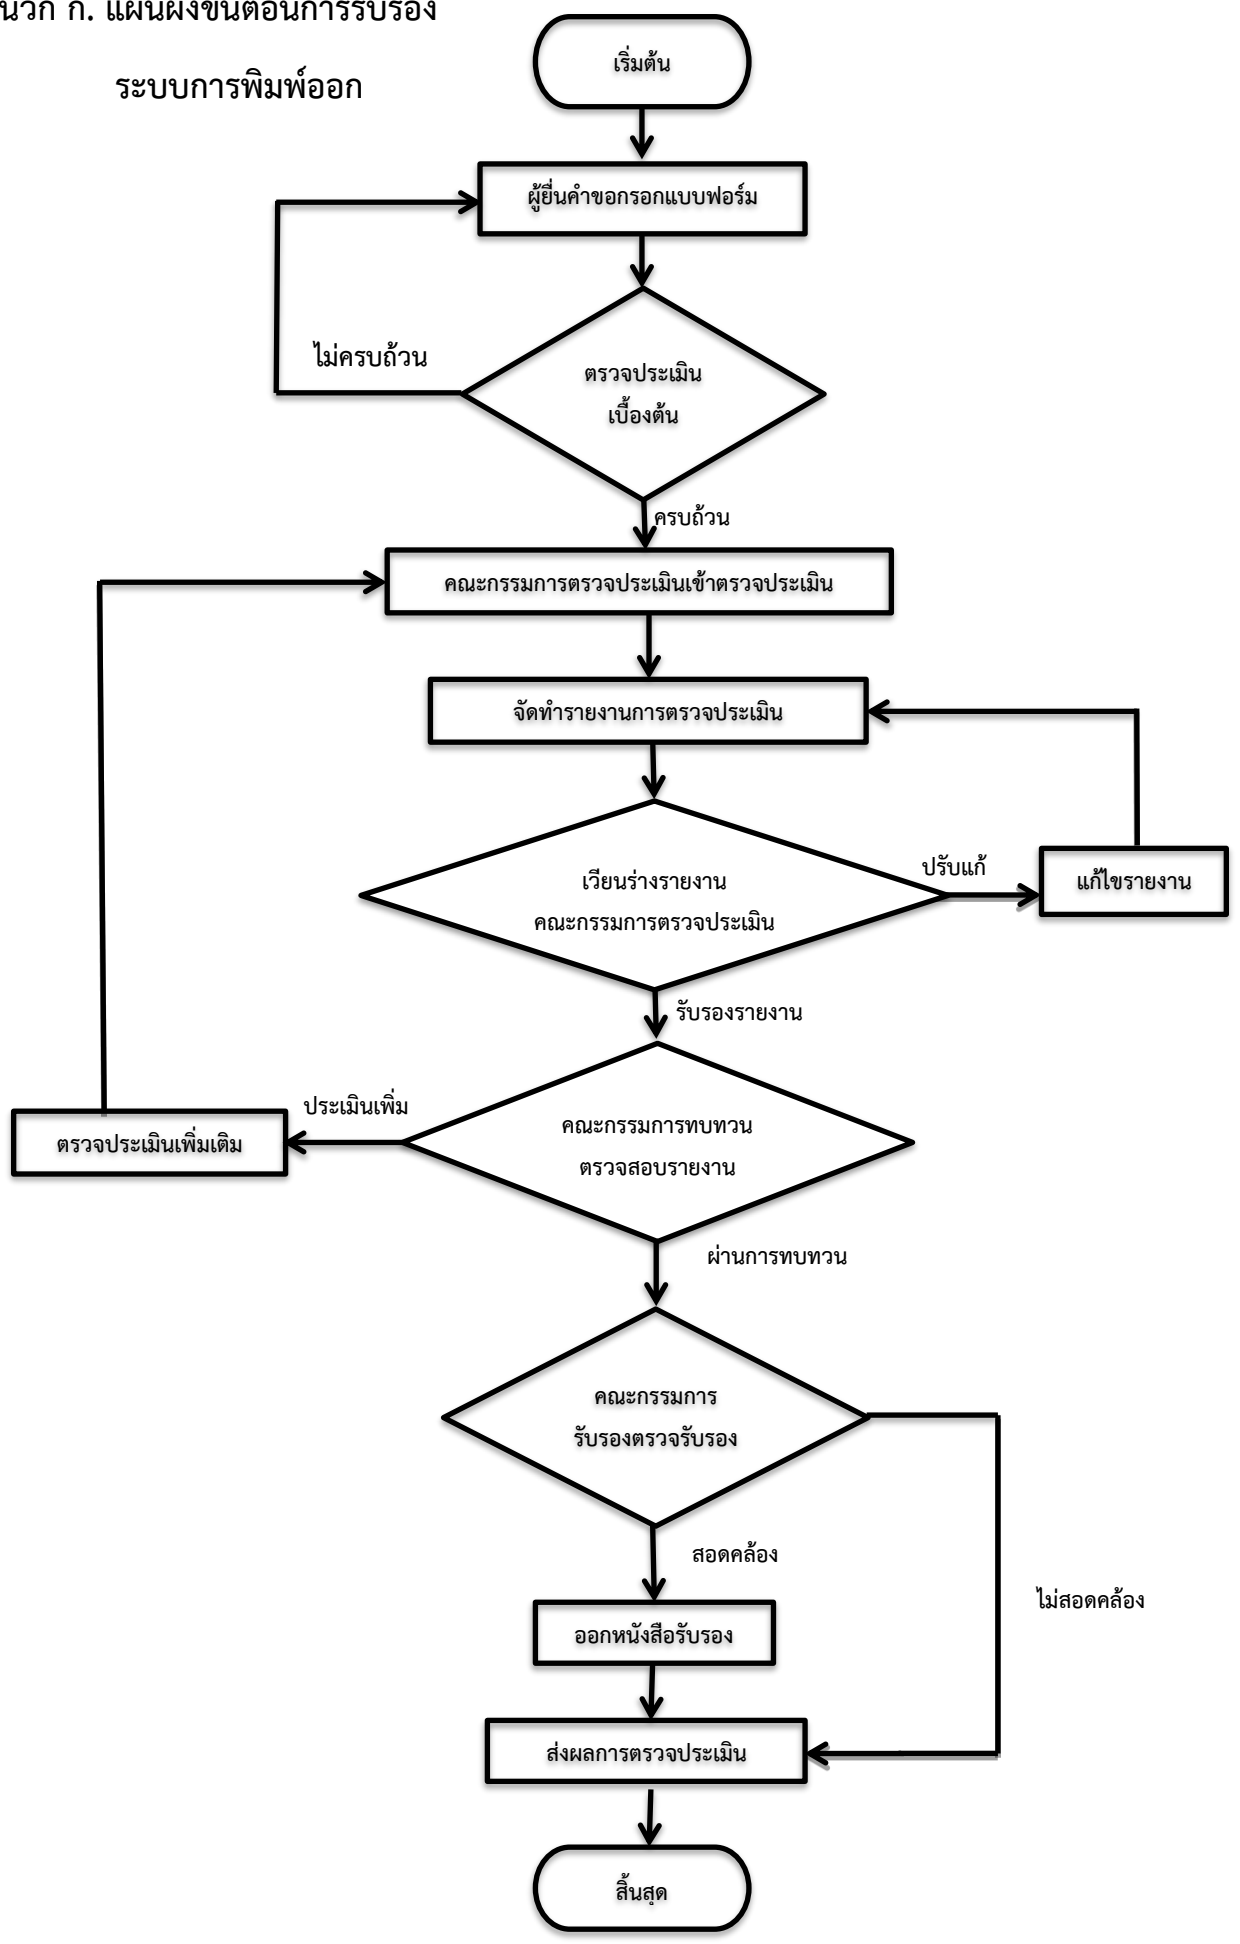 นวก ก. แผนผังขั้นตอนการรับรอง
ระบบการพิมพ์ออก
เริ่มต้น
ผู้ยื่นคำขอกรอกแบบฟอร์ม
ไม่ครบถ้วน
ตรวจประเมิน
เบื้องต้น
ครบถ้วน
คณะกรรมการตรวจประเมินเข้าตรวจประเมิน
จัดทำรายงานการตรวจประเมิน
เวียนร่างรายงาน
คณะกรรมการตรวจประเมิน
ปรับแก้
แก้ไขรายงาน
รับรองรายงาน
ประเมินเพิ่ม
ตรวจประเมินเพิ่มเติม
คณะกรรมการทบทวน
ตรวจสอบรายงาน
ผ่านการทบทวน
คณะกรรมการ
รับรองตรวจรับรอง
สอดคล้อง
ไม่สอดคล้อง
ออกหนังสือรับรอง
ส่งผลการตรวจประเมิน
สิ้นสุด